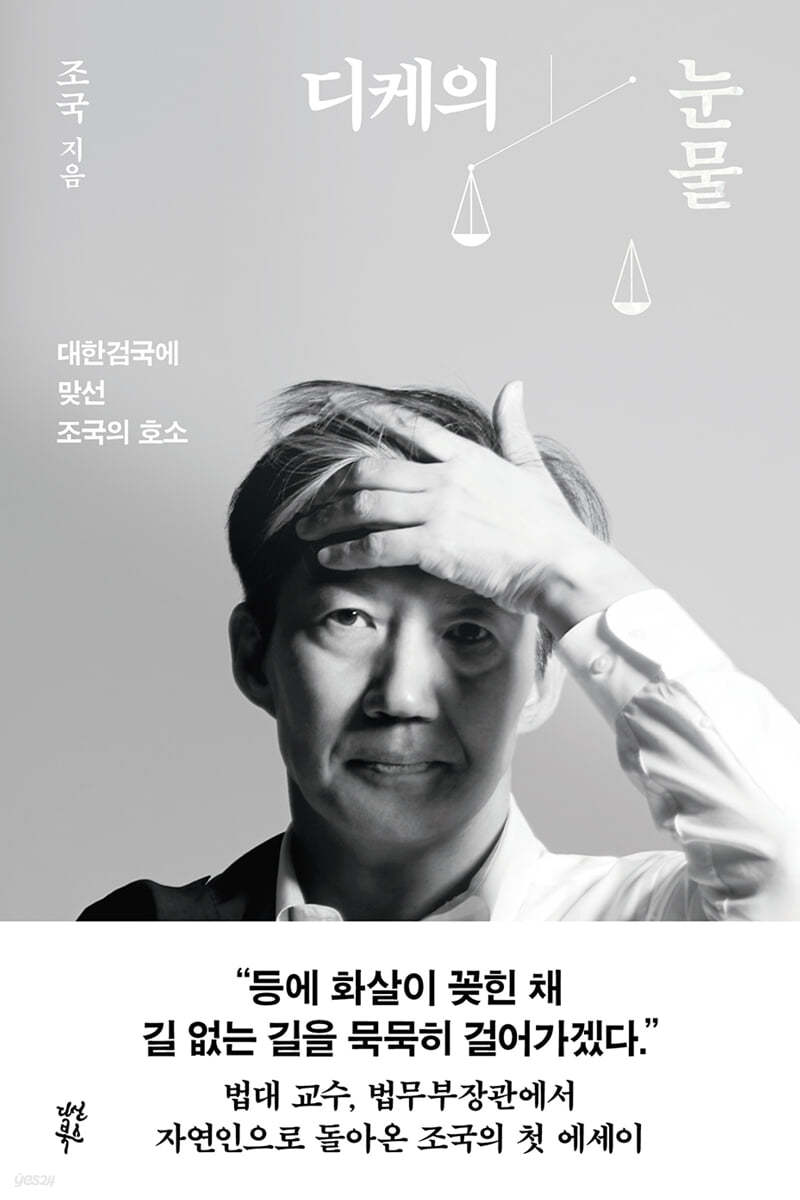 조국 지음
디케의
눈물
대한검국에
맞선
조국의 호소
“등에 화살이 꽂힌 채
길 없는 길을 묵묵히 걸어가겠다.”
법대 교수, 법무부장관에서
자연인으로 돌아온 조국의 첫 에세이
다산
북스
yes24